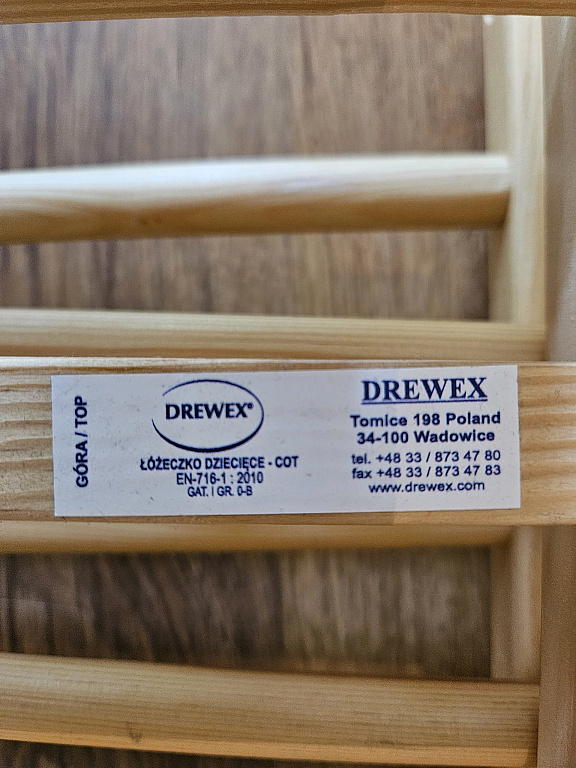 GÓRA / TOP
DREWEX®
ŁÓŻECZKO DZIECIĘCE - COT
EN-716-1 : 2010
GAT. I GR. 0-B
DREWEX
Tomice 198 Poland
34-100 Wadowice
tel. +48 33 / 873 47 80
fax +48 33 / 873 47 83
www.drewex.com